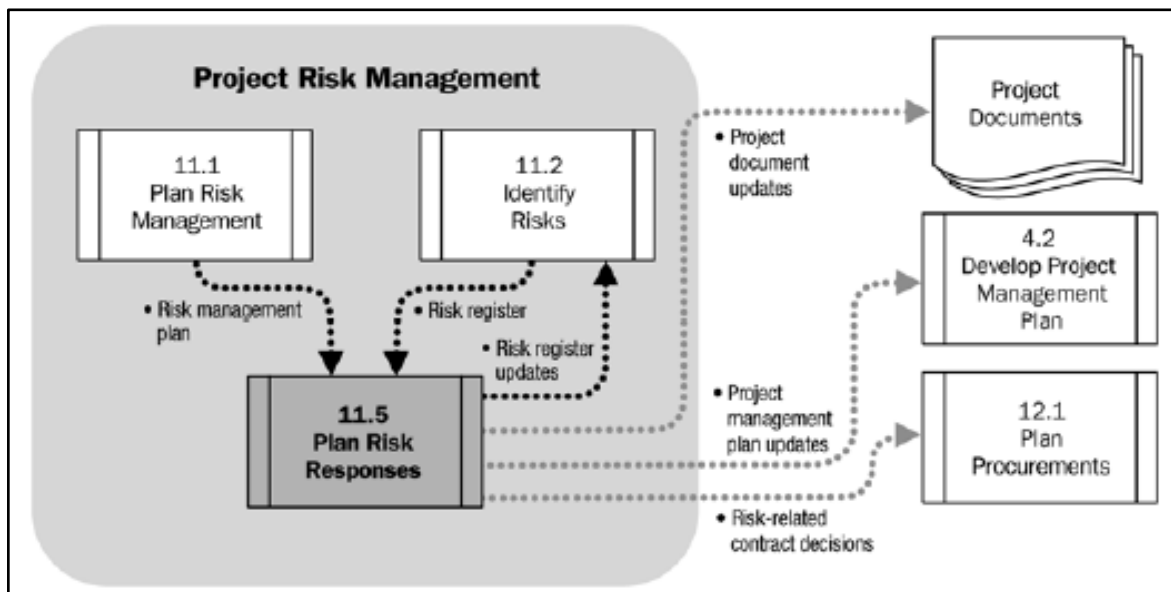 Project Risk Management
11.1
Plan Risk
Management
11.2
Identify
Risks
• Risk management
plan
• Risk register
• Risk register
updates
11.5
Plan Risk
Responses
• Project
document
updates
• Project
management
plan updates
• Risk-related
contract decisions
Project
Documents
4.2
Develop Project
Management
Plan
12.1
Plan
Procurements